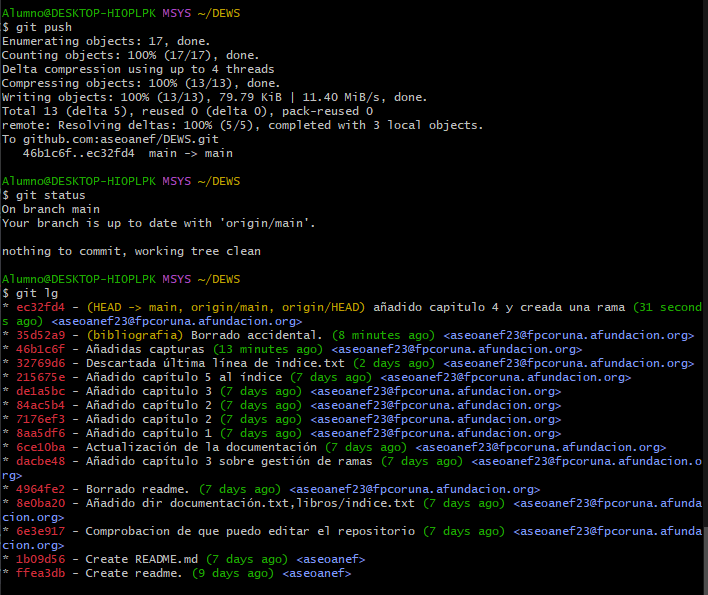 Alumno@DESKTOP-HIOPLPK MSYS ~/DEWS
$ git push
Enumerating objects: 17, done.
Counting objects: 100% (17/17), done.
Delta compression using up to 4 threads
Compressing objects: 100% (13/13), done.
Writing objects: 100% (13/13), 79.79 KiB | 11.40 MiB/s, done.
Total 13 (delta 5), reused 0 (delta 0), pack-reused 0
remote: Resolving deltas: 100% (5/5), completed with 3 local objects.
To github.com:aseoanef/DEWS.git
   46b1c6f..ec32fd4  main -> main

Alumno@DESKTOP-HIOPLPK MSYS ~/DEWS
$ git status
On branch main
Your branch is up to date with 'origin/main'.

nothing to commit, working tree clean

Alumno@DESKTOP-HIOPLPK MSYS ~/DEWS
$ git lg
* ec32fd4 - (HEAD -> main, origin/main, origin/HEAD) añadido capitulo 4 y creada una rama (31 second
s ago) <aseoanef23@fpcoruna.afundacion.org>
* 35d52a9 - (bibliografia) Borrado accidental. (8 minutes ago) <aseoanef23@fpcoruna.afundacion.org>
* 46b1c6f - Añadidas capturas (13 minutes ago) <aseoanef23@fpcoruna.afundacion.org>
* 32769d6 - Descartada última línea de indice.txt (2 days ago) <aseoanef23@fpcoruna.afundacion.org>
* 215675e - Añadido capitulo 5 al índice (7 days ago) <aseoanef23@fpcoruna.afundacion.org>
* de1a5bc - Añadido capitulo 3 (7 days ago) <aseoanef23@fpcoruna.afundacion.org>
* 84ac5b4 - Añadido capitulo 2 (7 days ago) <aseoanef23@fpcoruna.afundacion.org>
* 7176ef3 - Añadido capitulo 2 (7 days ago) <aseoanef23@fpcoruna.afundacion.org>
* 8aa5df6 - Añadido capitulo 1 (7 days ago) <aseoanef23@fpcoruna.afundacion.org>
* 6ce10ba - Actualización de la documentación (7 days ago) <aseoanef23@fpcoruna.afundacion.org>
* dacbe48 - Añadido capitulo 3 sobre gestión de ramas (7 days ago) <aseoanef23@fpcoruna.afundacion.o
rg>
* 4964fe2 - Borrado readme. (7 days ago) <aseoanef23@fpcoruna.afundacion.org>
* 8e0ba20 - Añadido dir documentación.txt,libros/indice.txt (7 days ago) <aseoanef23@fpcoruna.afunda
cion.org>
* 6e3e917 - Comprobacion de que puedo editar el repositorio (7 days ago) <aseoanef23@fpcoruna.afunda
cion.org>
* 1b09d56 - Create README.md (7 days ago) <aseoanef>
* ffea3db - Create readme. (9 days ago) <aseoanef>